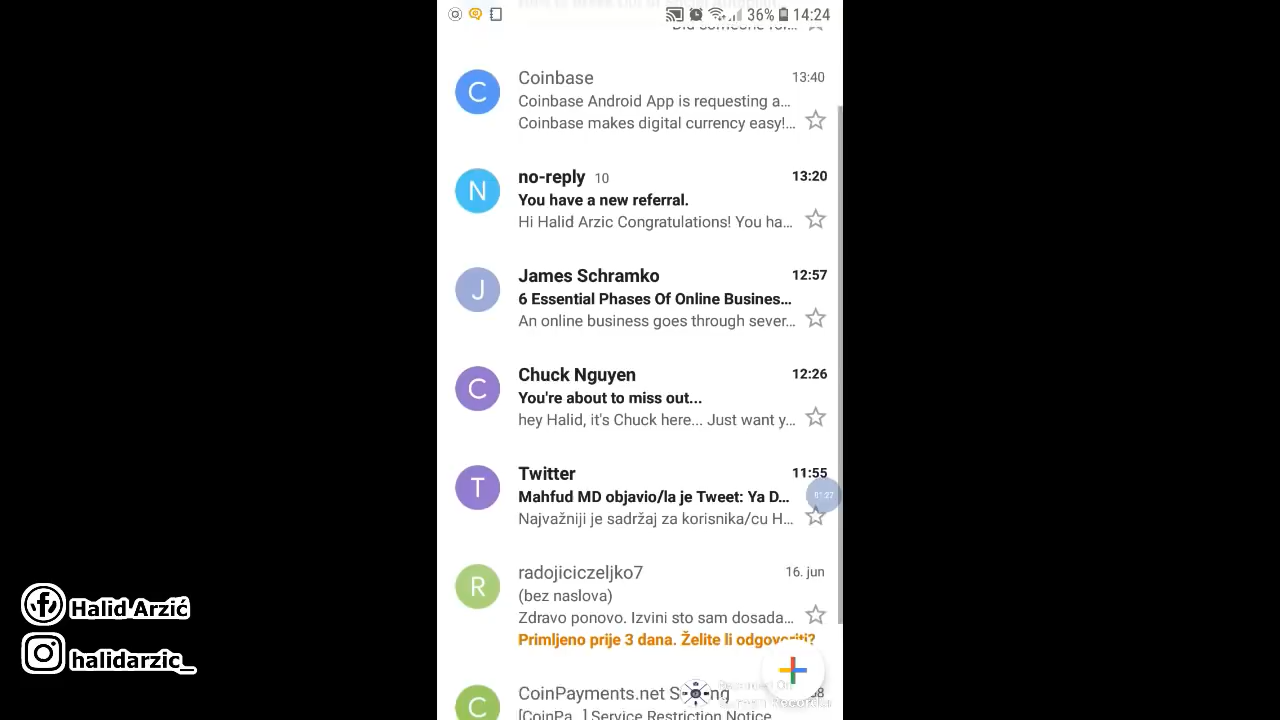 36% 14:24
Did someone for...
C
Coinbase
13:40
Coinbase Android App is requesting a...
Coinbase makes digital currency easy!...
N
no-reply 10
13:20
You have a new referral.
Hi Halid Arzic Congratulations! You ha...
J
James Schramko
12:57
6 Essential Phases Of Online Busines...
An online business goes through sever...
C
Chuck Nguyen
12:26
You're about to miss out...
hey Halid, it's Chuck here... Just want y...
T
Twitter
11:55
Mahfud MD objavio/la je Tweet: Ya D...
01:27
Najvažniji je sadržaj za korisnika/cu H...
R
radojiciczeljko7
16. jun
(bez naslova)
Zdravo ponovo. Izvini sto sam dosada...
Primljeno prije 3 dana. Želite li odgovoriti?
C
CoinPayments.net
[CoinPa...] Service Restriction Notice
Halid Arzić
halidarzic_